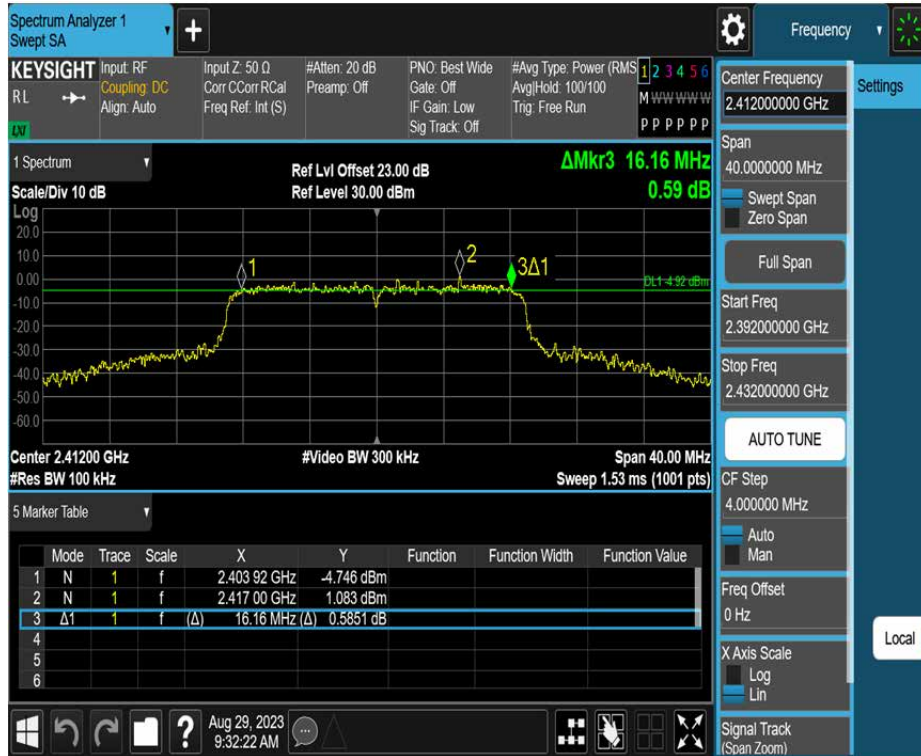 Spectrum Analyzer 1
Swept SA
+
Frequency
KEYSIGHT
RL
LXI
Input: RF
Coupling: DC
Align: Auto
Input Z: 50 Ω
Corr CCorr RCal
Freq Ref: Int (S)
#Atten: 20 dB
Preamp: Off
PNO: Best Wide
Gate: Off
IF Gain: Low
Sig Track: Off
#Avg Type: Power (RMS
Avg|Hold: 100/100
Trig: Free Run
1 2 3 4 5 6
M W W W W W
P P P P P P
1 Spectrum
Scale/Div 10 dB
Ref Lvl Offset 23.00 dB
Ref Level 30.00 dBm
ΔMkr3 16.16 MHz
0.59 dB
Log
20.0
10.0
0.00
-10.0
-20.0
-30.0
-40.0
-50.0
-60.0
1
2
3Δ1
DL1 -4.92 dBm
Center 2.41200 GHz
#Res BW 100 kHz
#Video BW 300 kHz
Span 40.00 MHz
Sweep 1.53 ms (1001 pts)
5 Marker Table
Mode Trace Scale X Y Function Function Width Function Value
1 N 1 f 2.403 92 GHz -4.746 dBm
2 N 1 f 2.417 00 GHz 1.083 dBm
3 Δ1 1 f (Δ) 16.16 MHz (Δ) 0.5851 dB
4
5
6
Aug 29, 2023
9:32:22 AM
?
Center Frequency
2.412000000 GHz
Settings
Span
40.0000000 MHz
Swept Span
Zero Span
Full Span
Start Freq
2.392000000 GHz
Stop Freq
2.432000000 GHz
AUTO TUNE
CF Step
4.000000 MHz
Auto
Man
Freq Offset
0 Hz
Local
X Axis Scale
Log
Lin
Signal Track
(Span Zoom)